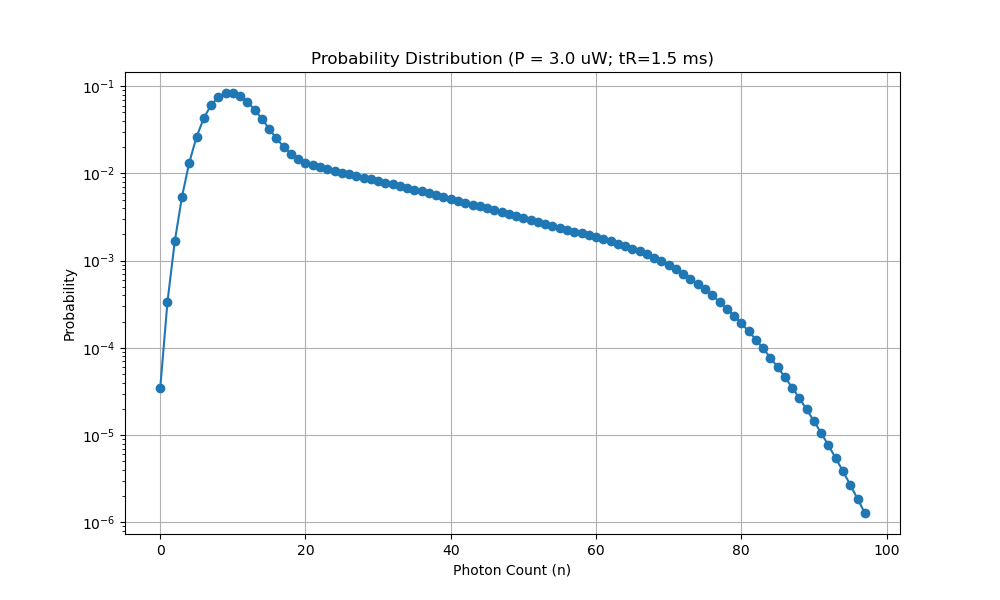 Probability Distribution (P = 3.0 uW; tR=1.5 ms)
Probability
10⁻¹
10⁻²
10⁻³
10⁻⁴
10⁻⁵
10⁻⁶
0 20 40 60 80 100
Photon Count (n)